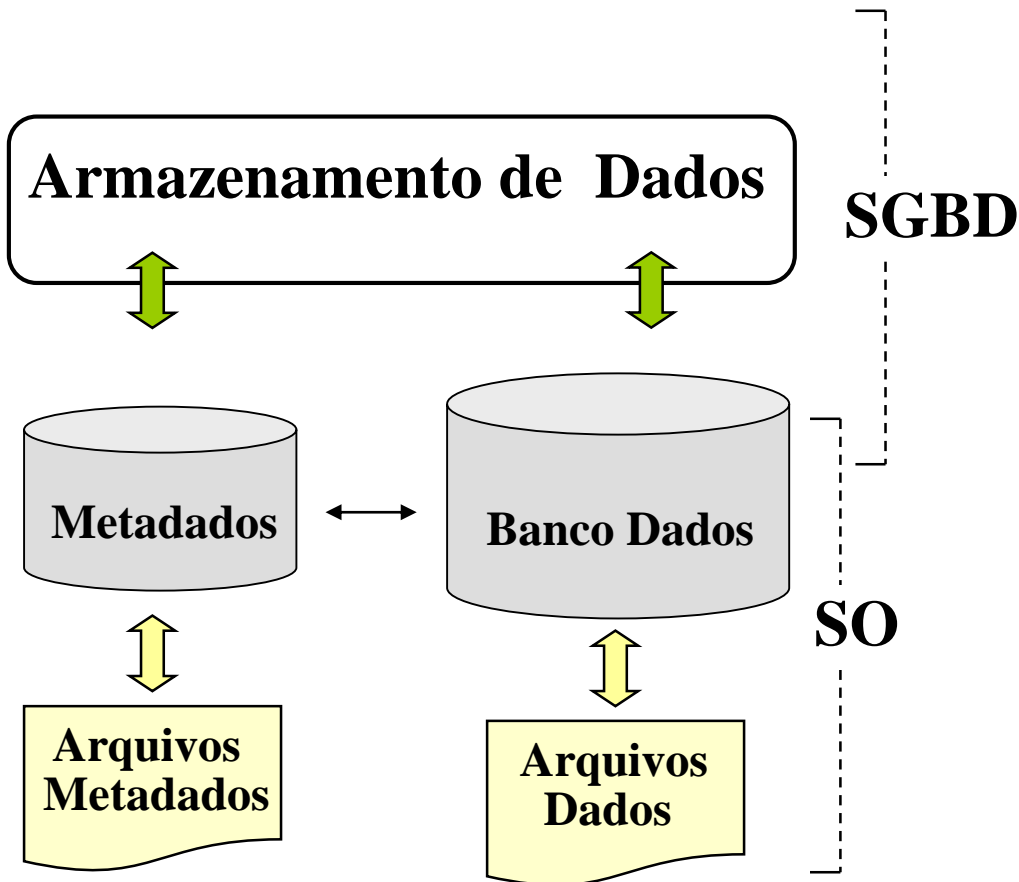 Armazenamento de Dados
SGBD
Metadados
Banco Dados
SO
Arquivos
Metadados
Arquivos
Dados